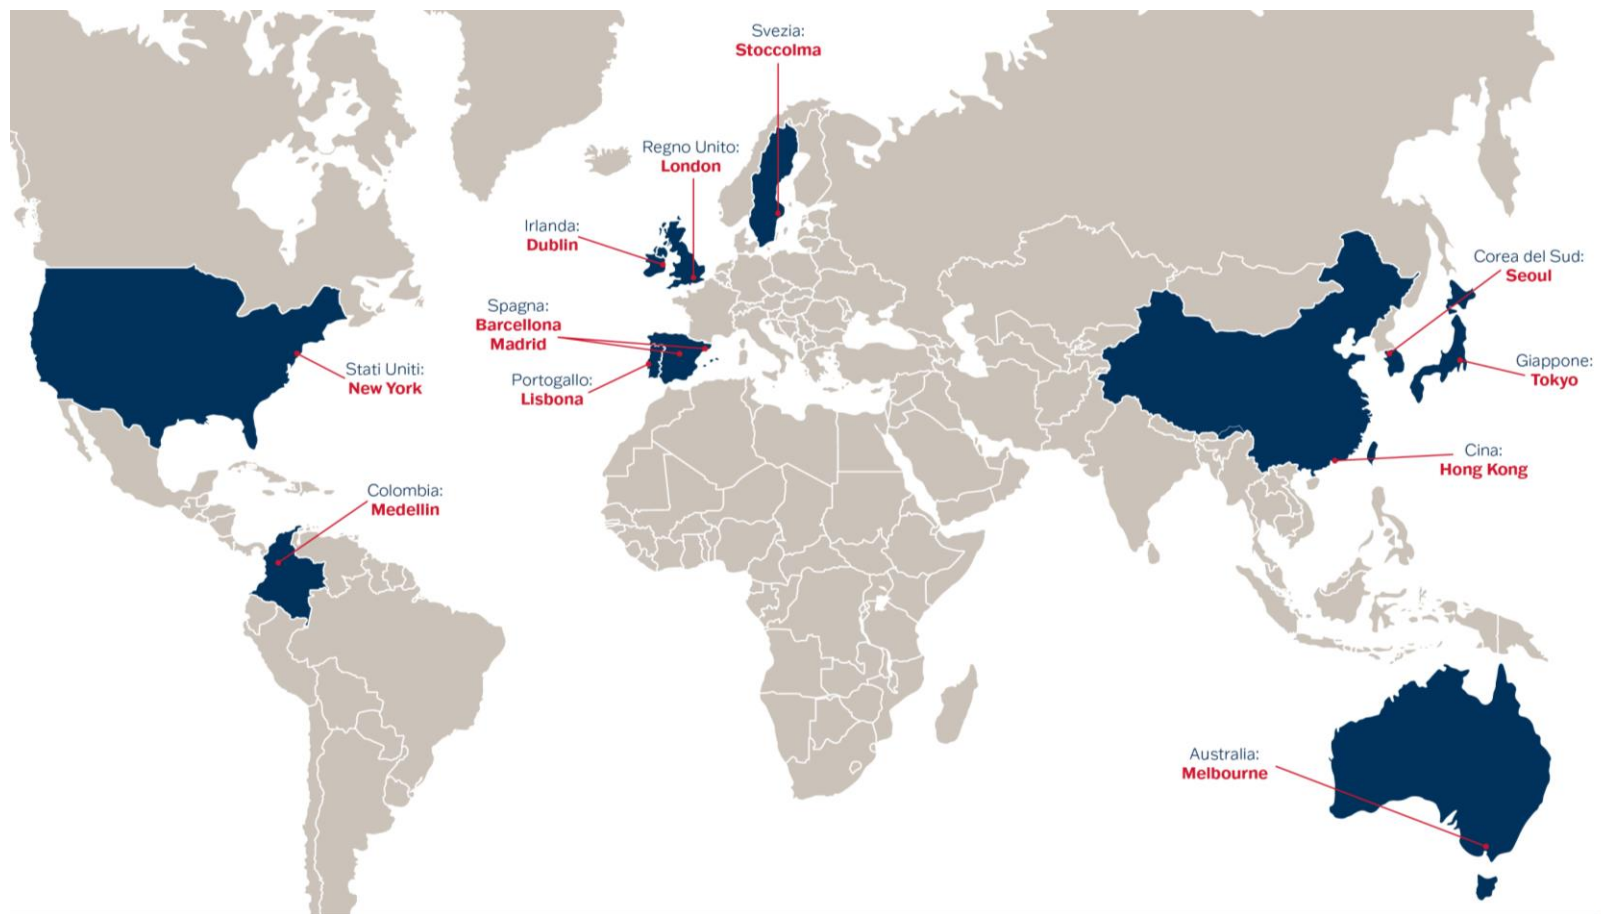 Svezia:
Stoccolma
Regno Unito:
London
Irlanda:
Dublin
Spagna:
Barcellona
Madrid
Portogallo:
Lisbona
Stati Uniti:
New York
Colombia:
Medellin
Corea del Sud:
Seoul
Giappone:
Tokyo
Cina:
Hong Kong
Australia:
Melbourne